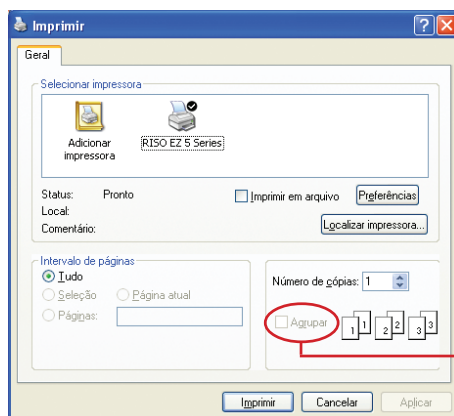 Imprimir
Geral
Selecionar impressora
Adicionar impressora
RISO EZ 5 Series
Status: Pronto
Local:
Comentário:
Imprimir em arquivo
Preferências
Localizar impressora...
Intervalo de páginas
Tudo
Seleção
Página atual
Páginas:
Número de cópias: 1
Agrupar
1 1 2 2 3 3
Imprimir
Cancelar
Aplicar